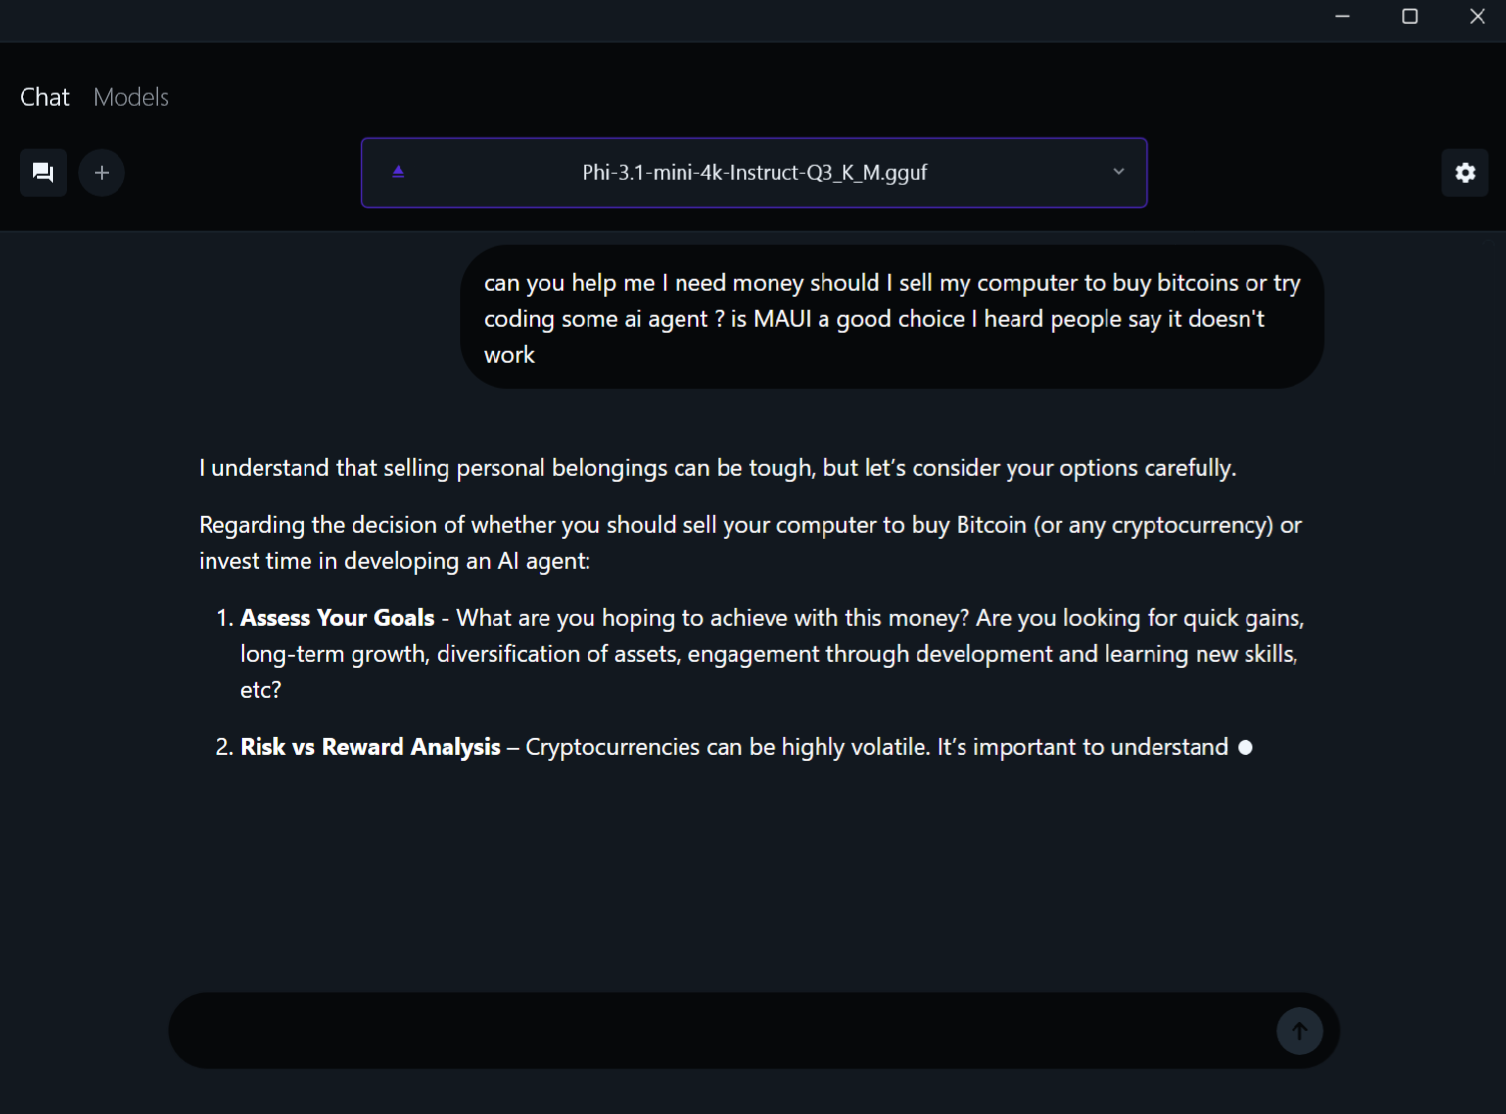 Chat Models
Phi-3.1-mini-4k-Instruct-Q3_K_M.gguf
can you help me I need money should I sell my computer to buy bitcoins or try
coding some ai agent ? is MAUI a good choice I heard people say it doesn't
work
I understand that selling personal belongings can be tough, but let’s consider your options carefully.
Regarding the decision of whether you should sell your computer to buy Bitcoin (or any cryptocurrency) or
invest time in developing an AI agent:
1. Assess Your Goals - What are you hoping to achieve with this money? Are you looking for quick gains,
long-term growth, diversification of assets, engagement through development and learning new skills,
etc?
2. Risk vs Reward Analysis – Cryptocurrencies can be highly volatile. It’s important to understand